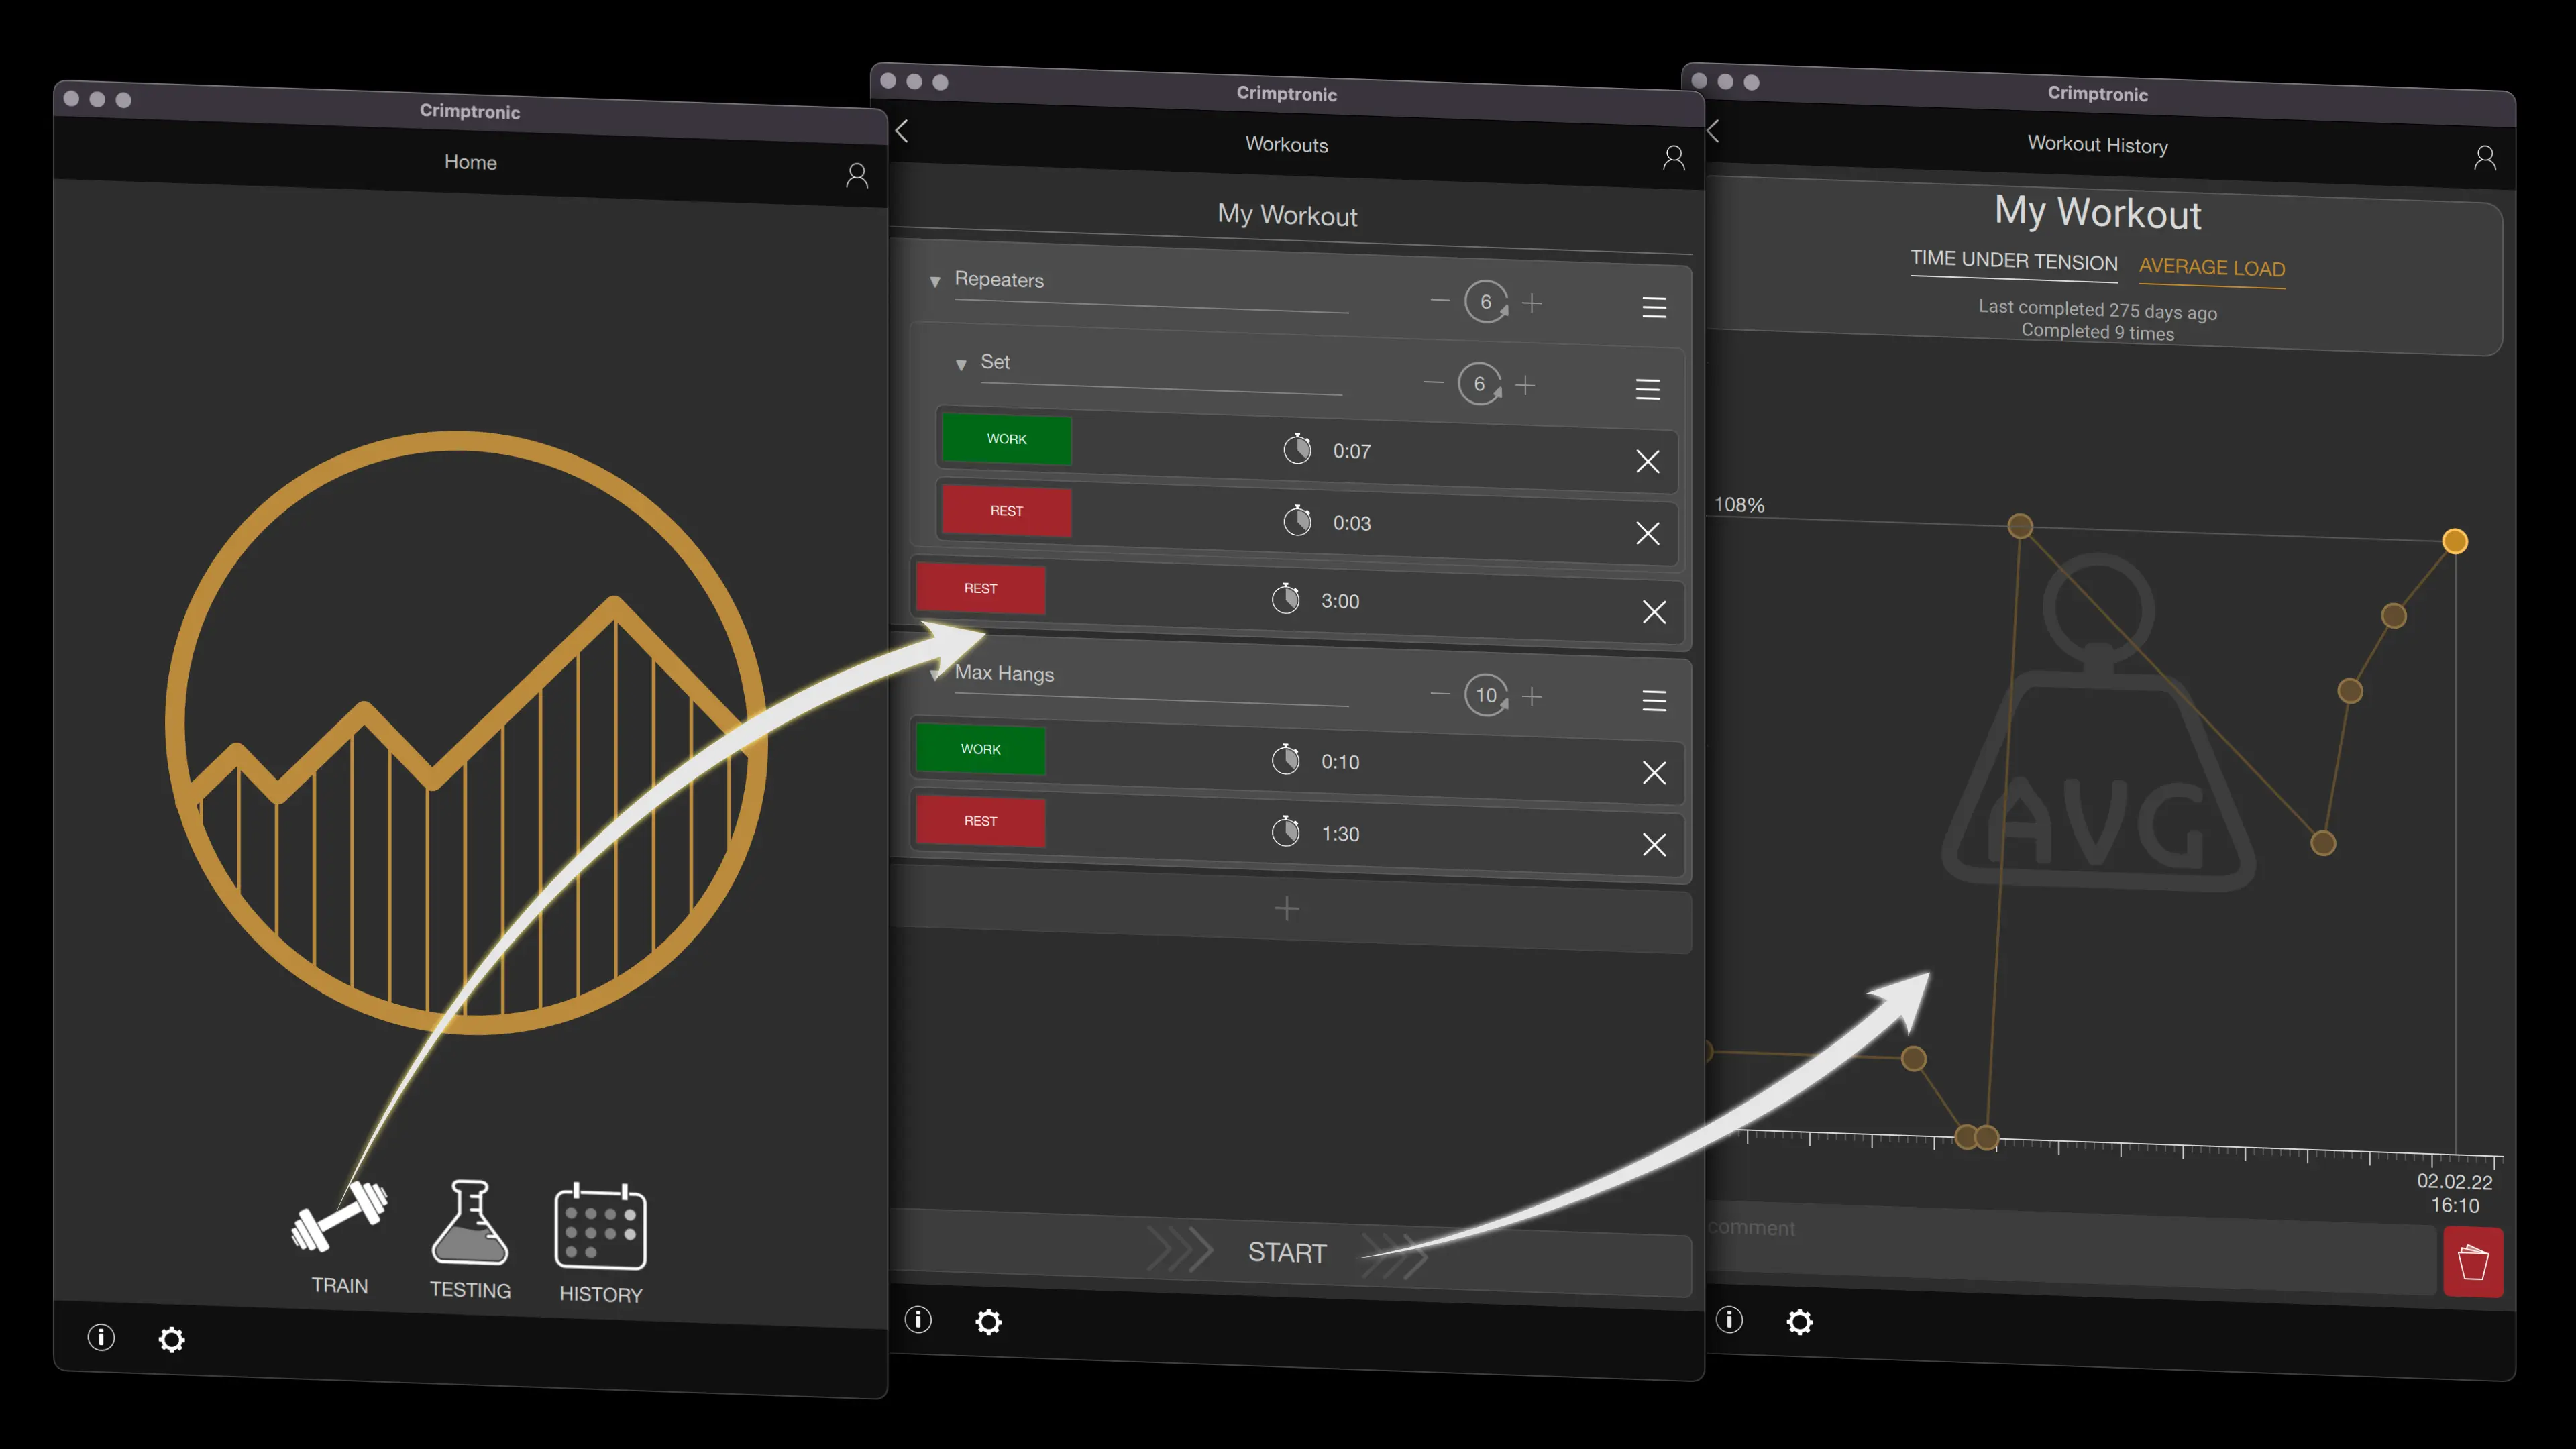 Crimptronic
Home
TRAIN
TESTING
HISTORY
Crimptronic
Workouts
My Workout
Repeaters
6
Set
6
WORK
0:07
REST
0:03
REST
3:00
Max Hangs
10
WORK
0:10
REST
1:30
START
Crimptronic
Workout History
My Workout
TIME UNDER TENSION AVERAGE LOAD
Last completed 275 days ago
Completed 9 times
108%
AVG
02.02.22
16:10
comment